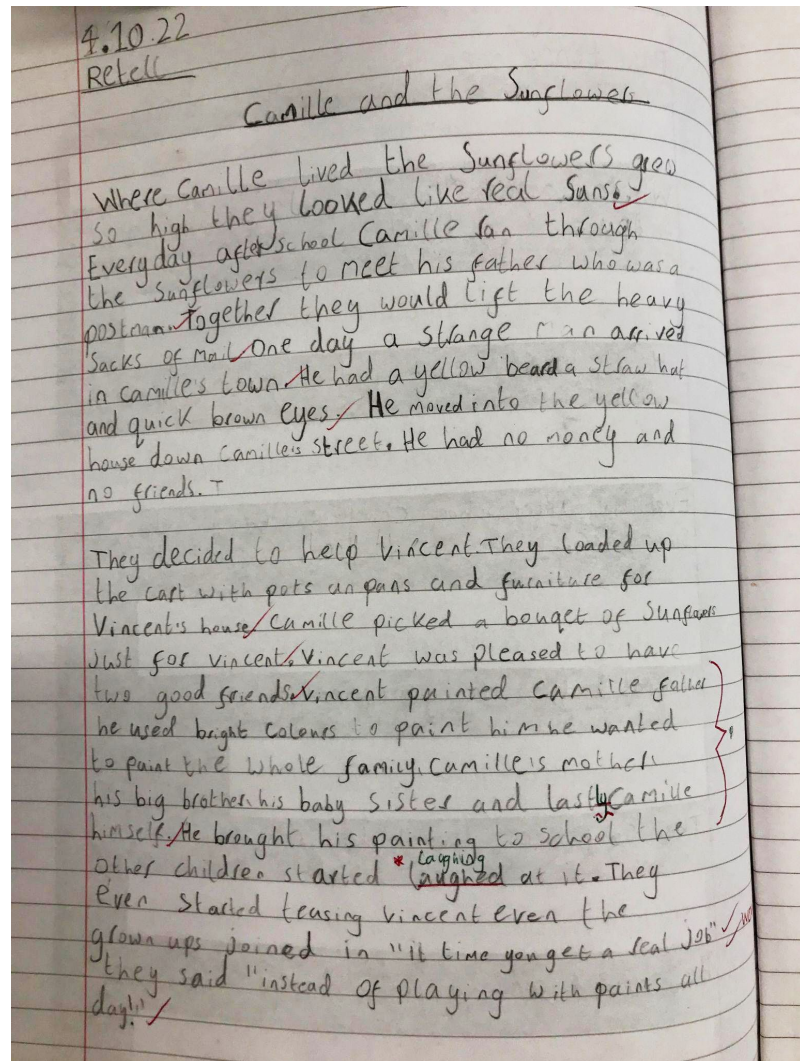 4.10.22
Retell
Camille and the Sunflowers
Where Camille lived the Sunflowers grew
so high they looked like real Suns.
Everyday after school Camille ran through
the Sunflowers to meet his father who was a
postman. Together they would lift the heavy
Sacks of Mail. One day a strange man arrived
in Camille's town. He had a yellow beard a straw hat
and quick brown eyes. He moved into the yellow
house down Camille's street. He had no money and
no friends. T
They decided to help Vincent. They loaded up
the cart with pots an pans and furniture for
Vincent's house. Camille picked a bouqet of Sunflowers
Just for Vincent. Vincent was pleased to have
two good friends. Vincent painted Camille father
he used bright colours to paint him he wanted
to paint the whole family. Camille's mother.
his big brother. his baby Sister and lastly Camille
himself. He brought his painting to school the
laughing
other children started * laughed at it. They
even started teasing vincent even the
grown ups joined in "it time you get a real job"
they said "instead of playing with paints all
day!"